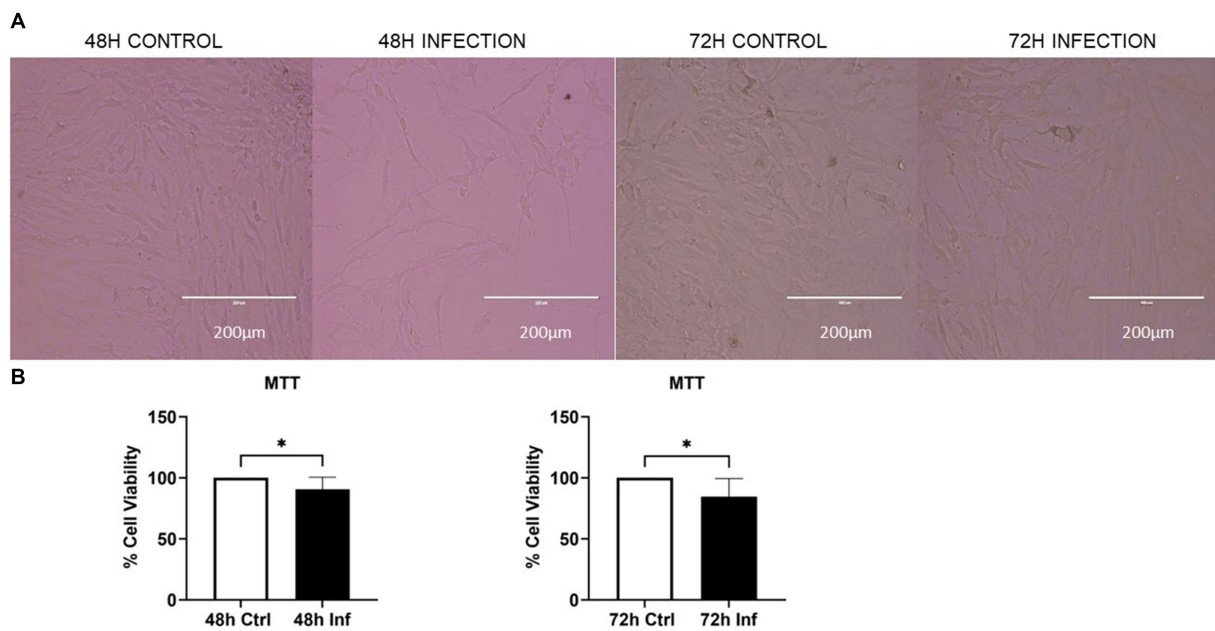 A
48H CONTROL 48H INFECTION 72H CONTROL 72H INFECTION
200µm 200µm 200µm 200µm
B
MTT MTT
150 150
* *
100 100
50 50
0 0
% Cell Viability % Cell Viability
48h Ctrl 48h Inf 72h Ctrl 72h Inf